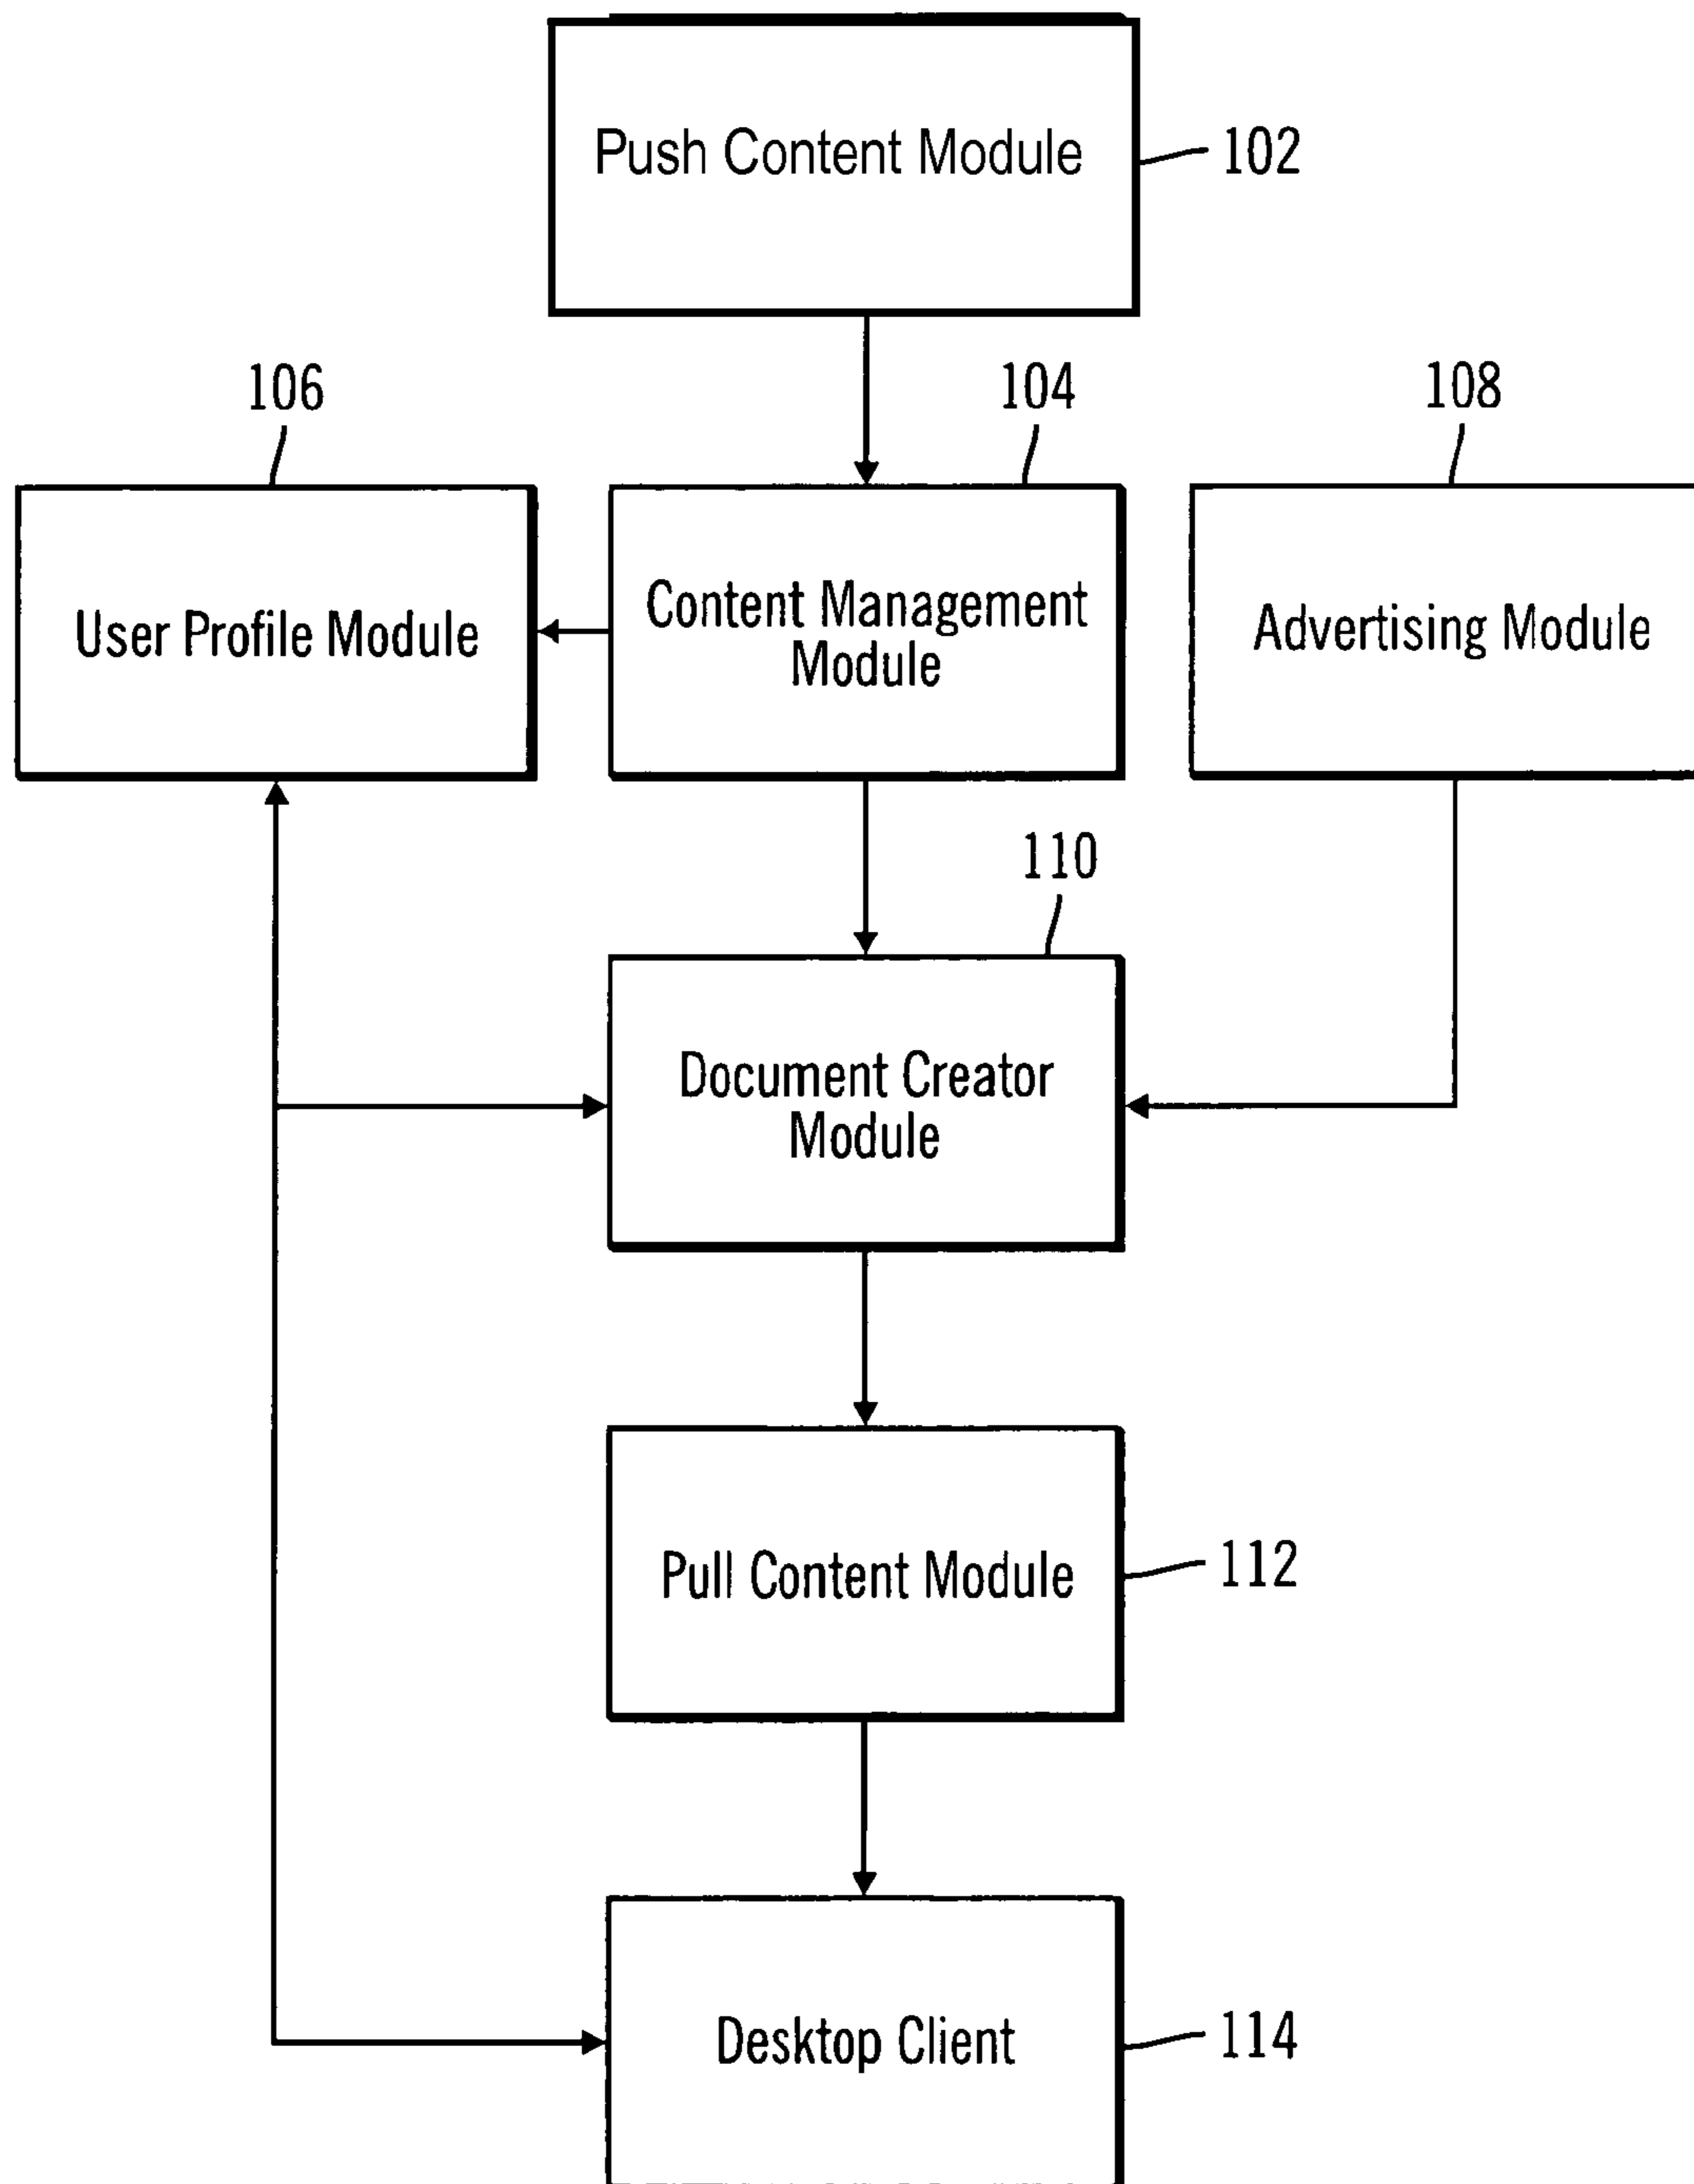 Push Content Module
102
106
104
108
User Profile Module
Content Management
Module
Advertising Module
110
Document Creator
Module
Pull Content Module
112
Desktop Client
114